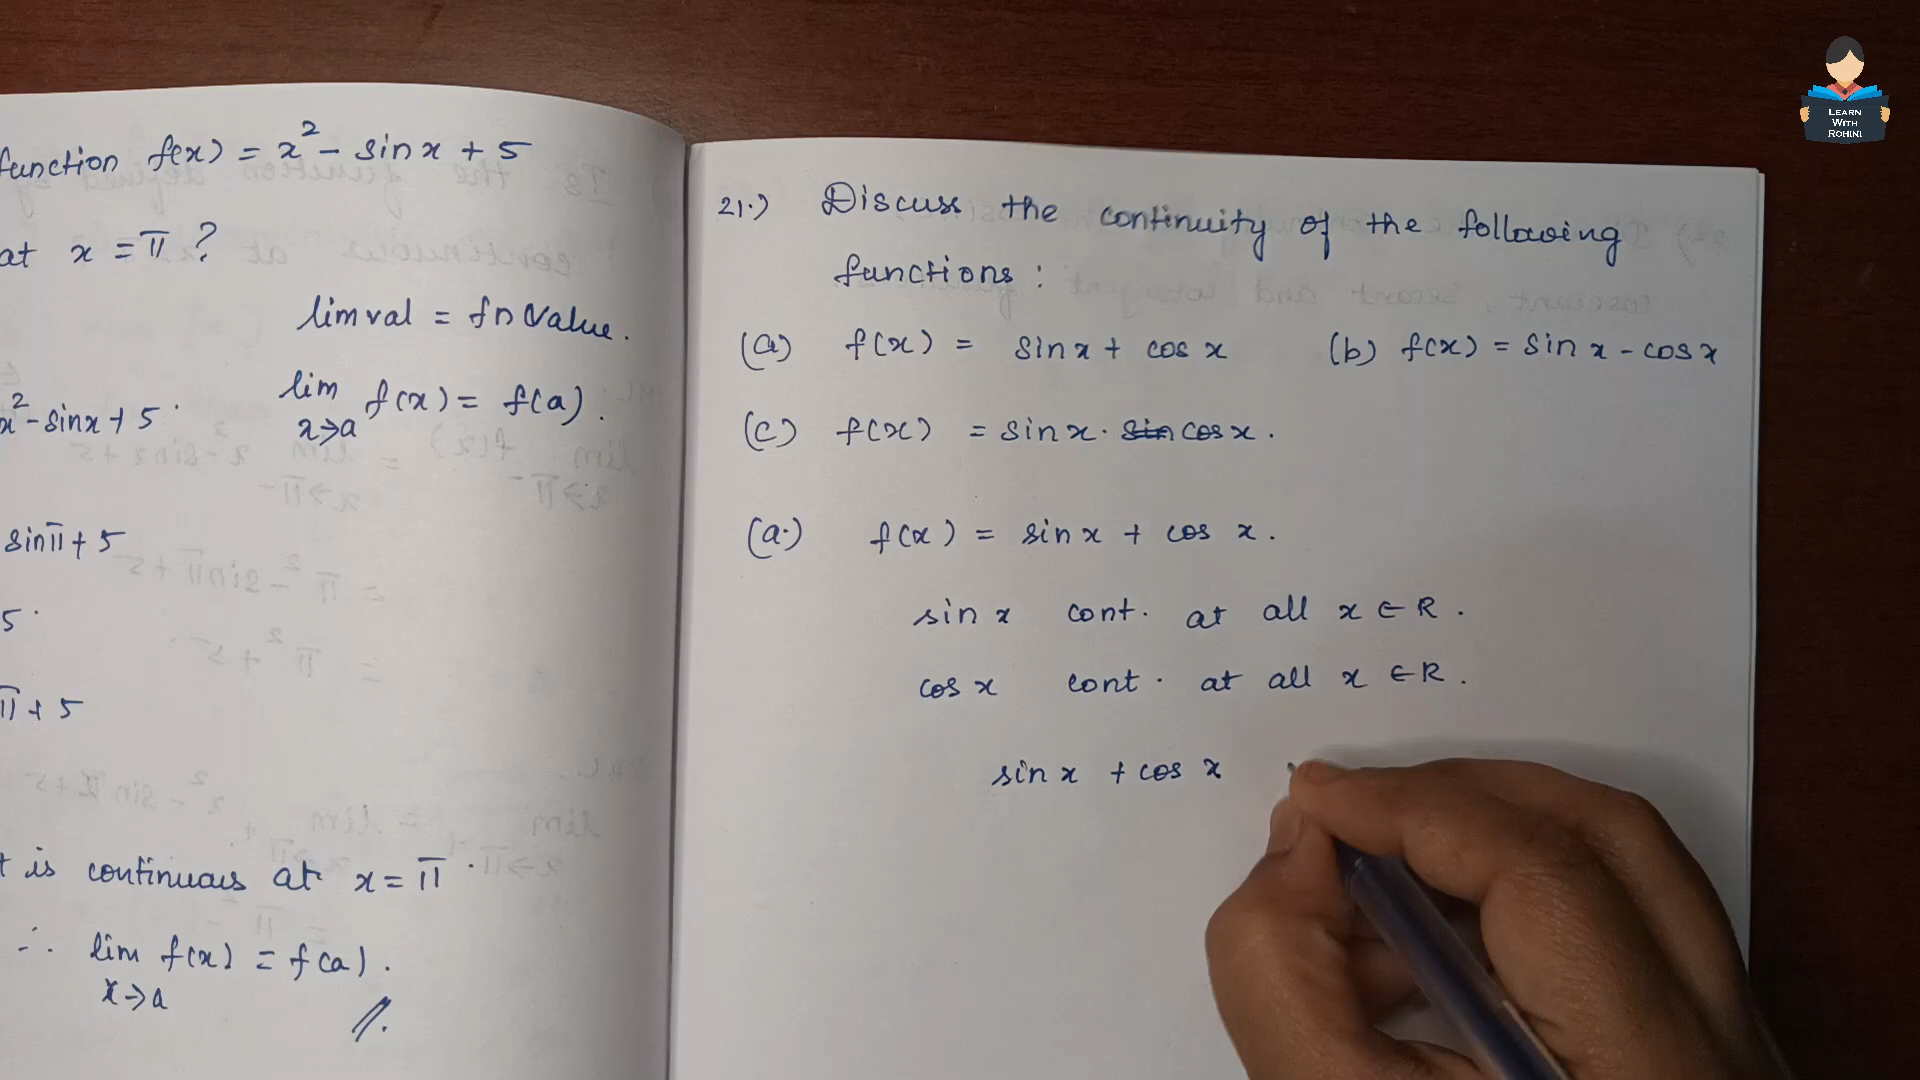 function f(x) = x² - sin x + 5
at x = π ?
lim val = fn Value.
lim f(x) = f(a).
x→a
x² - sinx + 5.
sinπ + 5
5.
π + 5
t is continuous at x = π.
∴ lim f(x) = f(a).
x→a
21.) Discuss the continuity of the following
functions :
(a) f(x) = sin x + cos x (b) f(x) = sin x - cos x
(c) f(x) = sin x . sin cos x .
(a.) f(x) = sin x + cos x .
sin x cont. at all x ∈ R .
cos x cont. at all x ∈ R .
sin x + cos x
LEARN
WITH
ROHINI